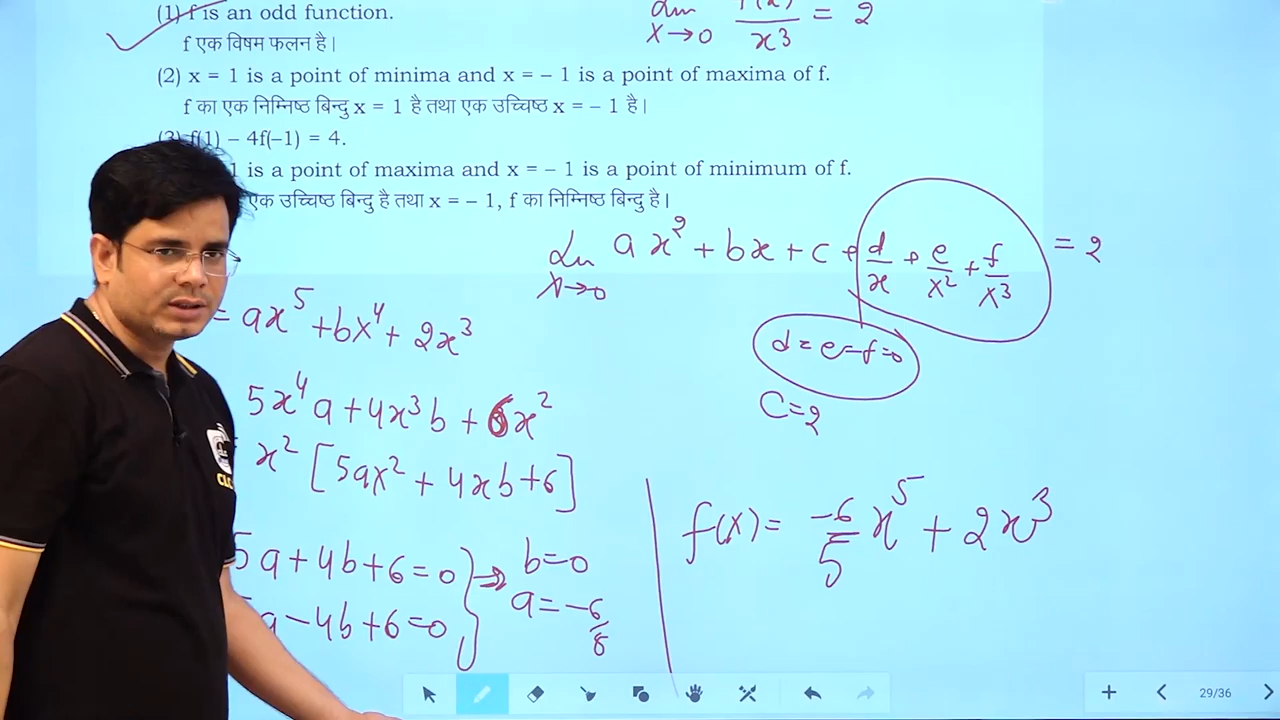 (1) f is an odd function.
f एक विषम फलन है।
(2) x = 1 is a point of minima and x = – 1 is a point of maxima of f.
f का एक निम्निष्ठ बिन्दु x = 1 है तथा एक उच्चिष्ठ x = – 1 है।
(3) f(1) – 4f(–1) = 4.
1 is a point of maxima and x = – 1 is a point of minimum of f.
एक उच्चिष्ठ बिन्दु है तथा x = – 1, f का निम्निष्ठ बिन्दु है।
lim x→0 f(x)/x³ = 2
lim x→0 ax² + bx + c + d/x + e/x² + f/x³ = 2
d = e = f = 0
C = 2
= ax⁵ + bx⁴ + 2x³
5x⁴a + 4x³b + 6x²
x² [5ax² + 4xb + 6]
5a + 4b + 6 = 0
a − 4b + 6 = 0
b = 0
a = −6/
f(x) = −6/5 x⁵ + 2x³
CLC
29/36